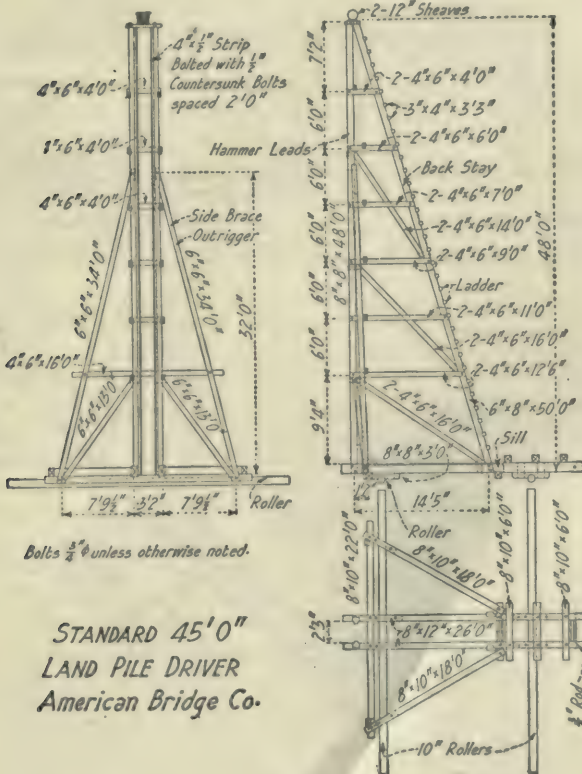 2-12" Sheaves
4"x½" Strip
Bolted with ½"
Countersunk Bolts
spaced 2'0"
4"x6"x4'0"
1"x6"x4'0"
4"x6"x4'0"
Side Brace
Outrigger
6"x6"x34'0"
6"x6"x34'0"
32'0"
4"x6"x16'0"
6"x6"x13'0
6"x6"x13'0
7'9½"
3'2"
7'9½"
Roller
Bolts ¾"ϕ unless otherwise noted.
7'2"
6'0"
6'0"
6'0"
6'0"
6'0"
9'4"
Hammer Leads
8"x8"x48'0"
2-4"x6"x4'0"
3"x4"x3'3"
2-4"x6"x6'0"
Back Stay
2-4"x6"x7'0"
2-4"x6"x14'0"
2-4"x6"x9'0"
Ladder
2-4"x6"x11'0"
2-4"x6"x16'0"
2-4"x6"x12'6"
2-4"x6"x16'0"
6"x8"x50'0"
8"x8"x3'0
Sill
48'0"
14'5"
Roller
8"x10"x22'0"
8"x10"x18'0"
8"x10"x6'0"
8"x10"x6'0"
2'3"
8"x12"x26'0"
8"x10"x18'0
10" Rollers
STANDARD 45'0"
LAND PILE DRIVER
American Bridge Co.